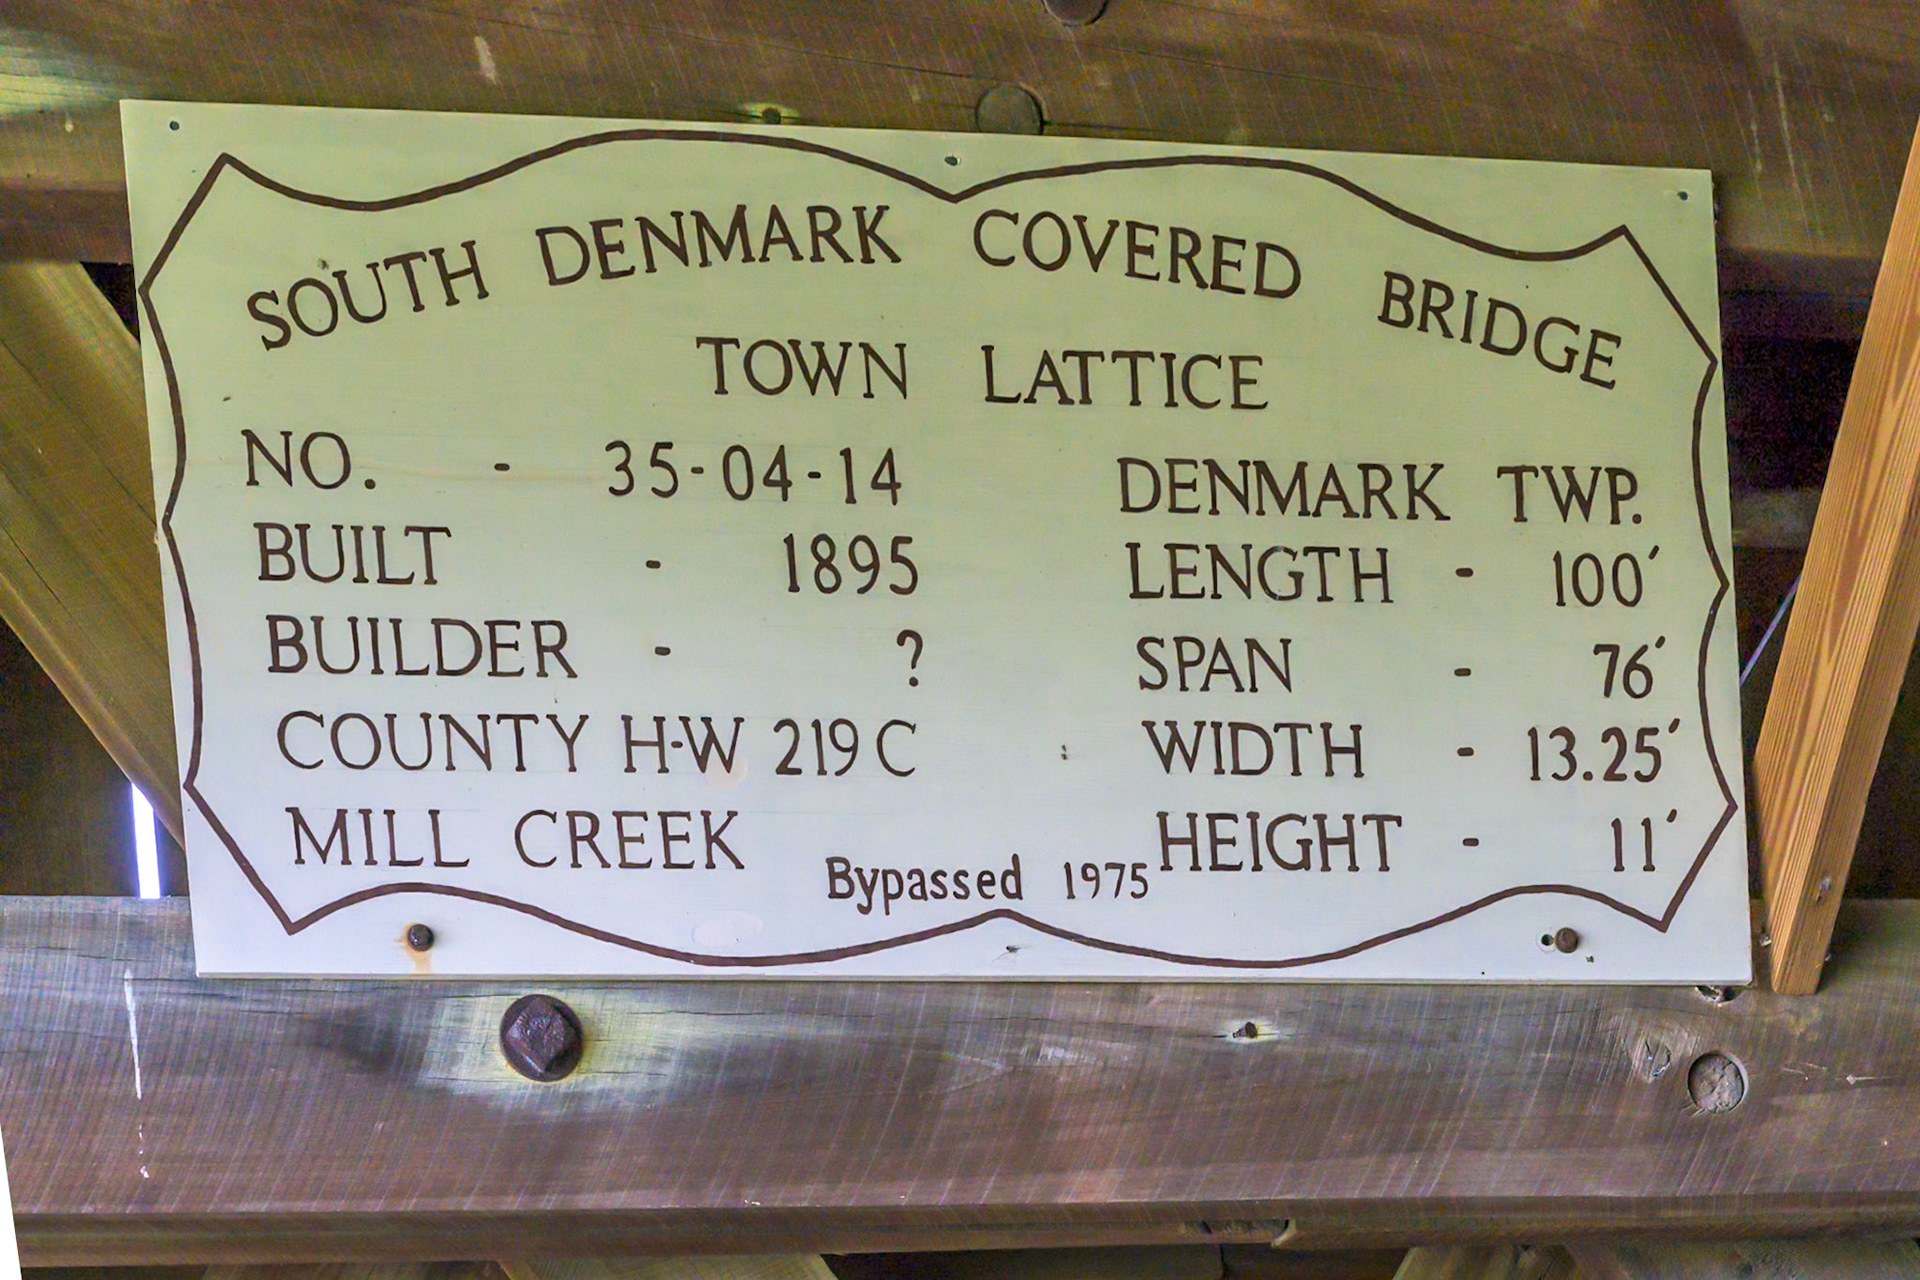 SOUTH DENMARK COVERED BRIDGE
TOWN LATTICE
NO. - 35-04-14
BUILT - 1895
BUILDER - ?
COUNTY H-W 219 C
MILL CREEK
DENMARK TWP.
LENGTH - 100'
SPAN - 76'
WIDTH - 13.25'
HEIGHT - 11'
Bypassed 1975